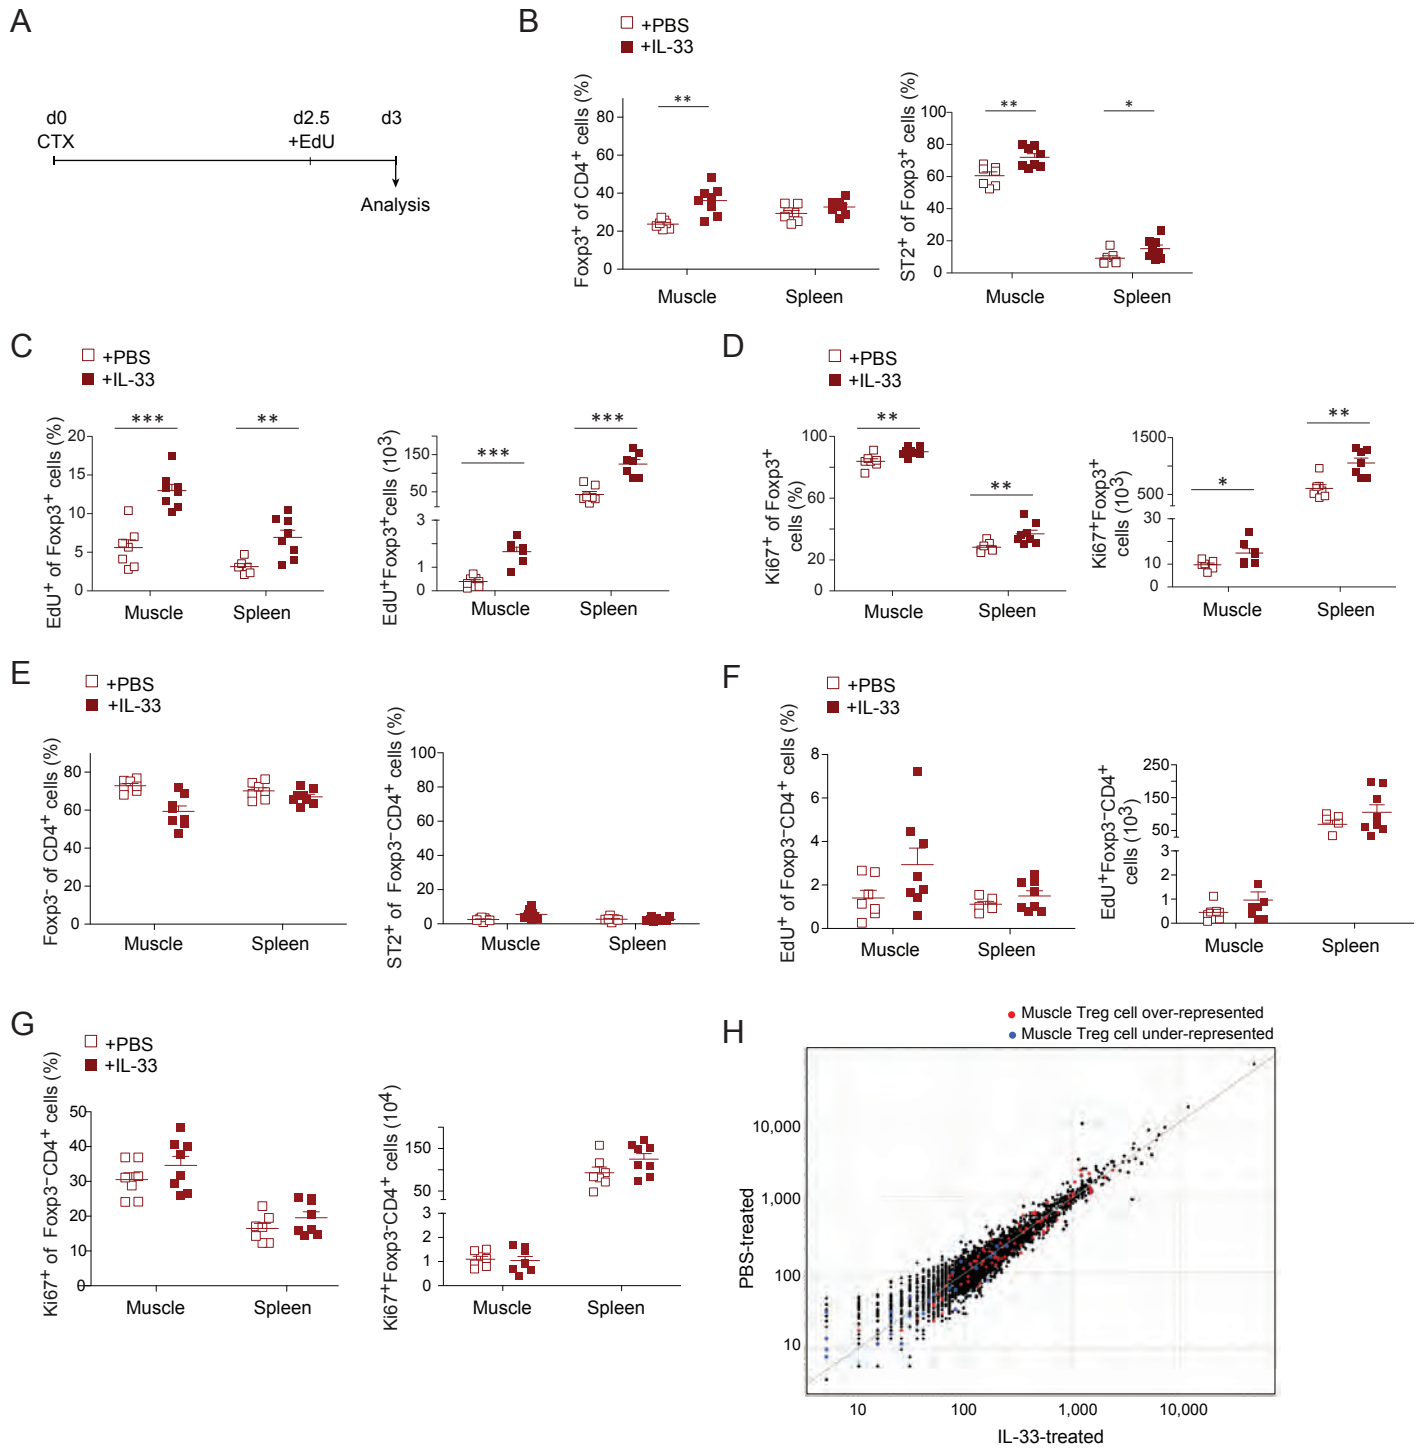 A
d0
CTX
d2.5
+EdU
d3
Analysis
B
+PBS
+IL-33
Foxp3⁺ of CD4⁺ cells (%)
80
60
40
20
0
**
Muscle
Spleen
ST2⁺ of Foxp3⁺ cells (%)
100
80
60
40
20
0
**
*
Muscle
Spleen
C
+PBS
+IL-33
EdU⁺ of Foxp3⁺ cells (%)
20
15
10
5
0
***
**
Muscle
Spleen
EdU⁺Foxp3⁺cells (10³)
150
50
3
2
1
0
***
***
Muscle
Spleen
D
+PBS
+IL-33
Ki67⁺ of Foxp3⁺
cells (%)
100
60
20
0
**
**
Muscle
Spleen
Ki67⁺Foxp3⁺
cells (10³)
1500
500
30
10
0
*
**
Muscle
Spleen
E
+PBS
+IL-33
Foxp3⁻ of CD4⁺ cells (%)
80
60
40
20
0
Muscle
Spleen
ST2⁺ of Foxp3⁻CD4⁺ cells (%)
100
80
60
40
20
0
Muscle
Spleen
F
+PBS
+IL-33
EdU⁺ of Foxp3⁻CD4⁺ cells (%)
8
6
4
2
0
Muscle
Spleen
EdU⁺Foxp3⁻CD4⁺
cells (10³)
250
150
50
3
2
1
0
Muscle
Spleen
G
+PBS
+IL-33
Ki67⁺ of Foxp3⁻CD4⁺ cells (%)
50
40
30
20
10
0
Muscle
Spleen
Ki67⁺Foxp3⁻CD4⁺ cells (10⁴)
150
50
3
2
1
0
Muscle
Spleen
H
Muscle Treg cell over-represented
Muscle Treg cell under-represented
PBS-treated
10,000
1,000
100
10
10
100
1,000
10,000
IL-33-treated